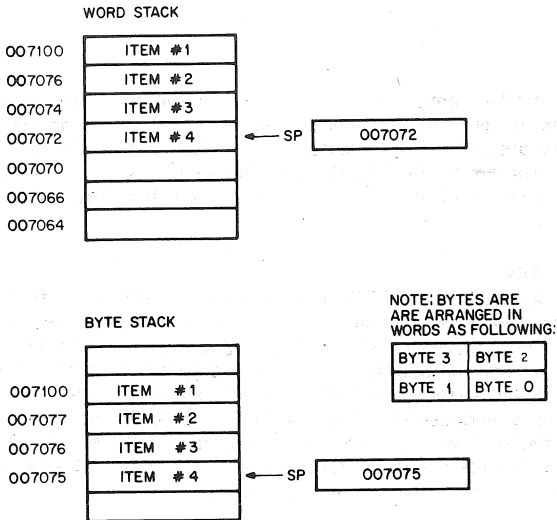 WORD STACK
007100 ITEM #1
007076 ITEM #2
007074 ITEM #3
007072 ITEM #4 SP 007072
007070
007066
007064
NOTE: BYTES ARE
ARE ARRANGED IN
WORDS AS FOLLOWING:
BYTE 3 BYTE 2
BYTE 1 BYTE 0
BYTE STACK
007100 ITEM #1
007077 ITEM #2
007076 ITEM #3
007075 ITEM #4 SP 007075